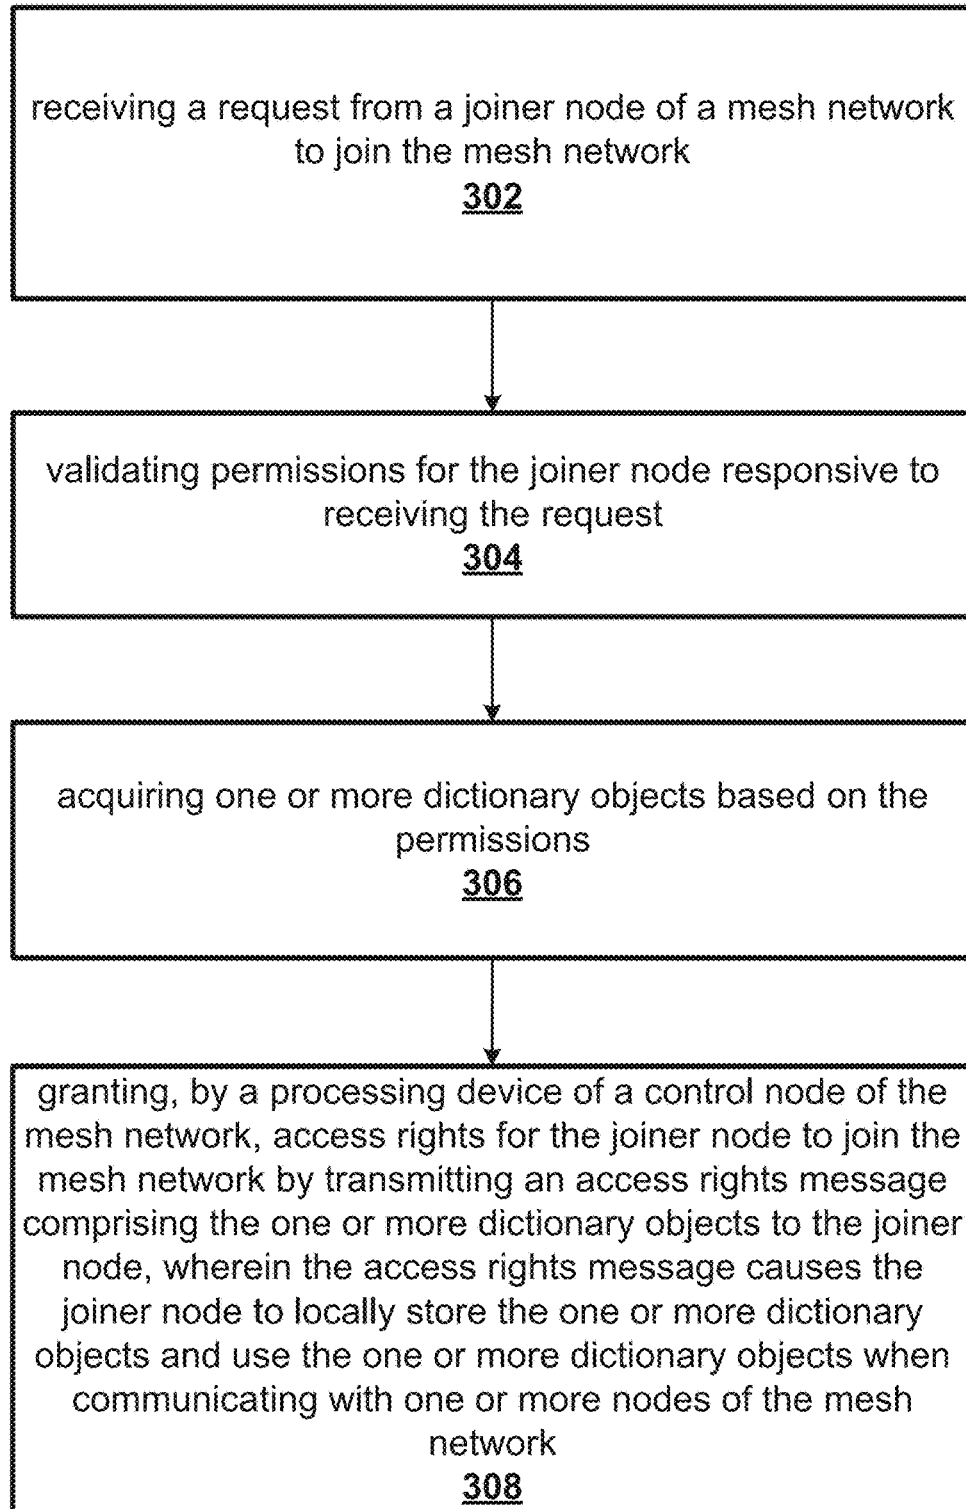 receiving a request from a joiner node of a mesh network
to join the mesh network
302
validating permissions for the joiner node responsive to
receiving the request
304
acquiring one or more dictionary objects based on the
permissions
306
granting, by a processing device of a control node of the
mesh network, access rights for the joiner node to join the
mesh network by transmitting an access rights message
comprising the one or more dictionary objects to the joiner
node, wherein the access rights message causes the
joiner node to locally store the one or more dictionary
objects and use the one or more dictionary objects when
communicating with one or more nodes of the mesh
network
308